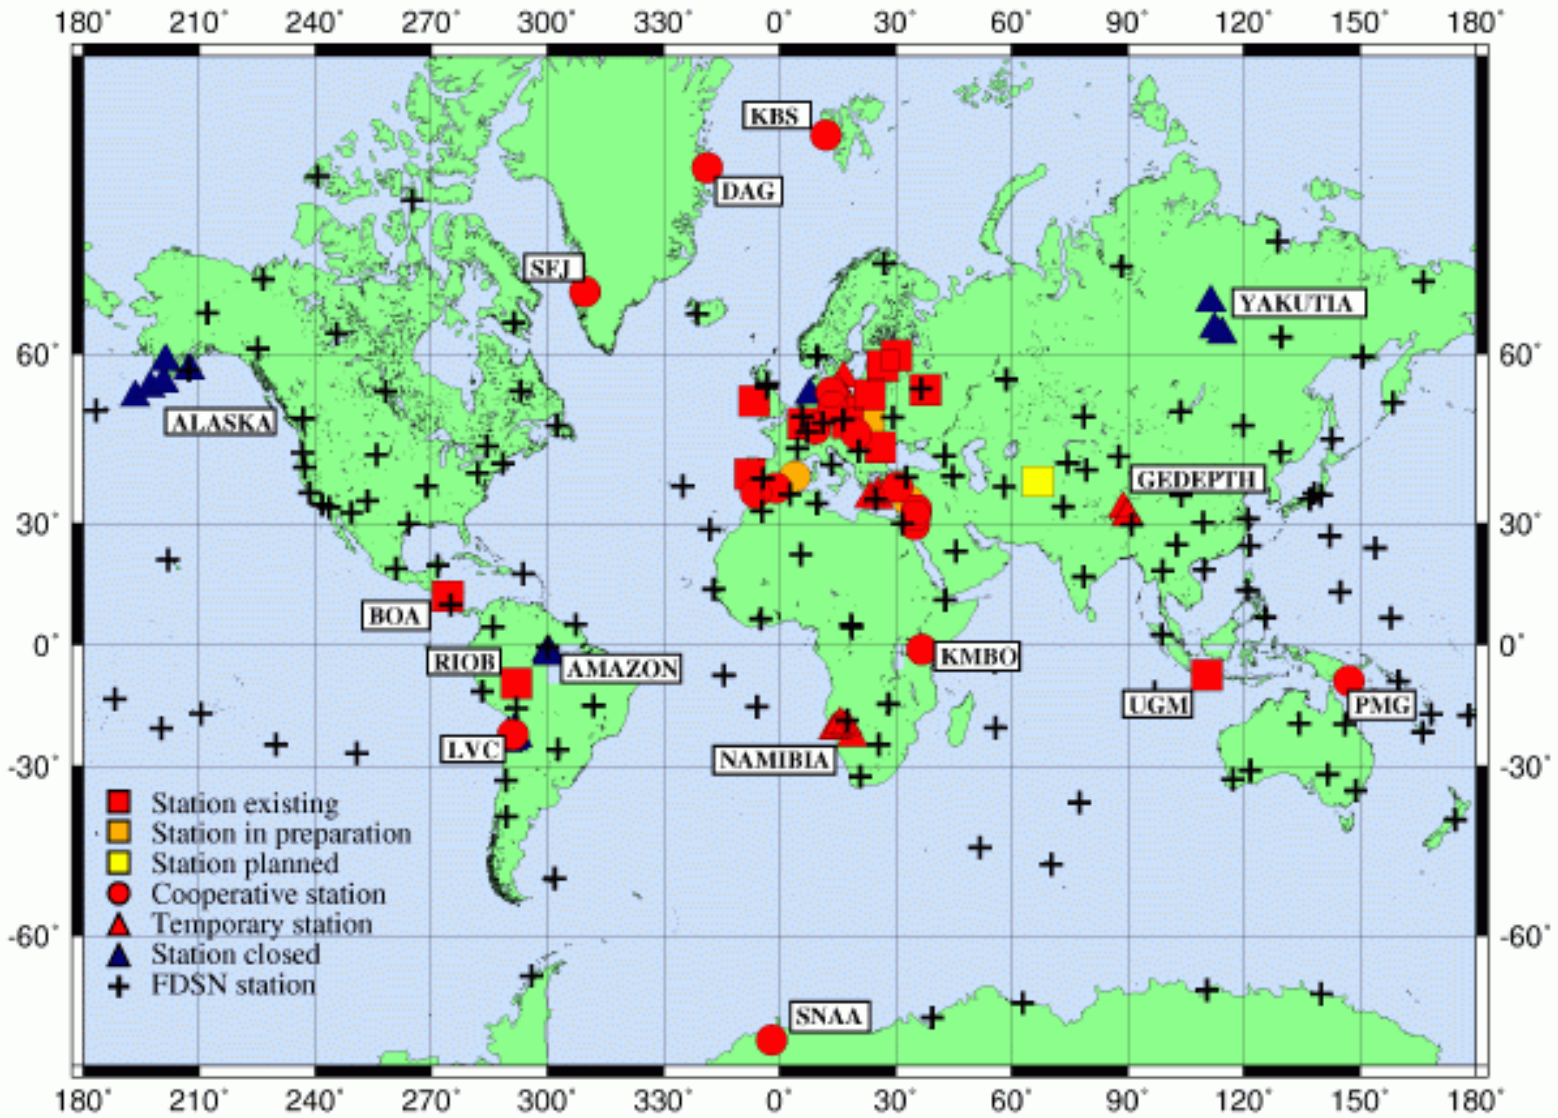 180° 210° 240° 270° 300° 330° 0° 30° 60° 90° 120° 150° 180°
KBS
DAG
SFJ
YAKUTIA
60° 60°
ALASKA
GEDEPTH
30° 30°
BOA
0° 0°
RIOB AMAZON KMBO
UGM PMG
LVC NAMIBIA
-30° -30°
Station existing
Station in preparation
Station planned
Cooperative station
Temporary station
-60° -60°
Station closed
FDSN station
SNAA
180° 210° 240° 270° 300° 330° 0° 30° 60° 90° 120° 150° 180°